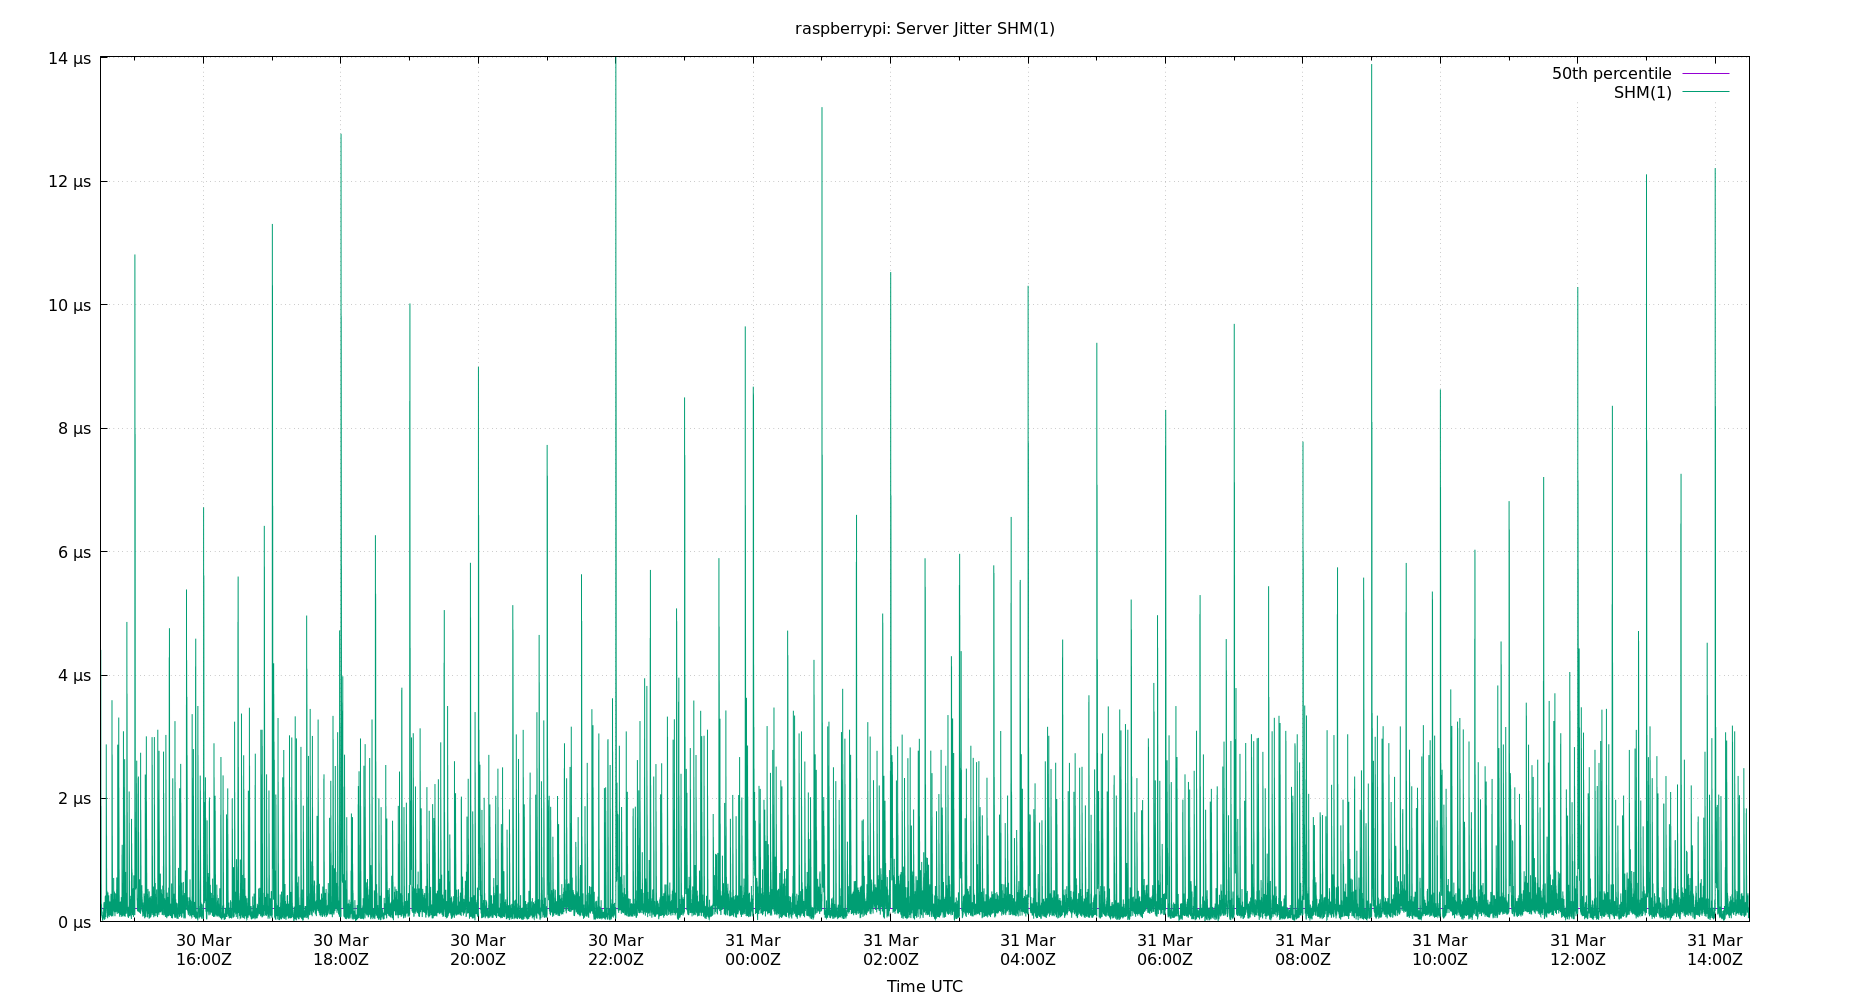 raspberrypi: Server Jitter SHM(1)
14 µs
50th percentile
SHM(1)
12 µs
10 µs
8 µs
6 µs
4 µs
2 µs
0 µs
30 Mar 30 Mar 30 Mar 30 Mar 31 Mar 31 Mar 31 Mar 31 Mar 31 Mar 31 Mar 31 Mar 31 Mar
16:00Z 18:00Z 20:00Z 22:00Z 00:00Z 02:00Z 04:00Z 06:00Z 08:00Z 10:00Z 12:00Z 14:00Z
Time UTC